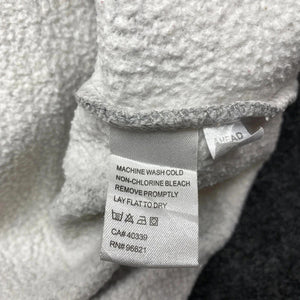 MACHINE WASH COLD
NON-CHLORINE BLEACH
REMOVE PROMPTLY
LAY FLAT TO DRY
CA# 40339
RN# 96821